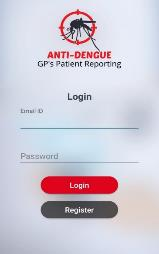 ANTI-DENGUE
GP's Patient Reporting
Login
Email ID
Password
Login
Register